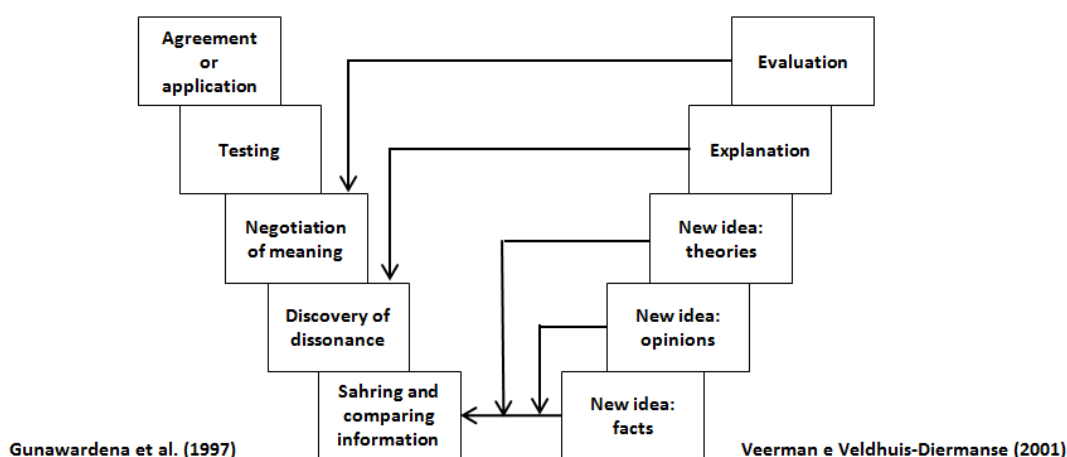 Agreement
or
application
Testing
Negotiation
of meaning
Discovery of
dissonance
Sahring and
comparing
information
Gunawardena et al. (1997)
Evaluation
Explanation
New idea:
theories
New idea:
opinions
New idea:
facts
Veerman e Veldhuis-Diermanse (2001)